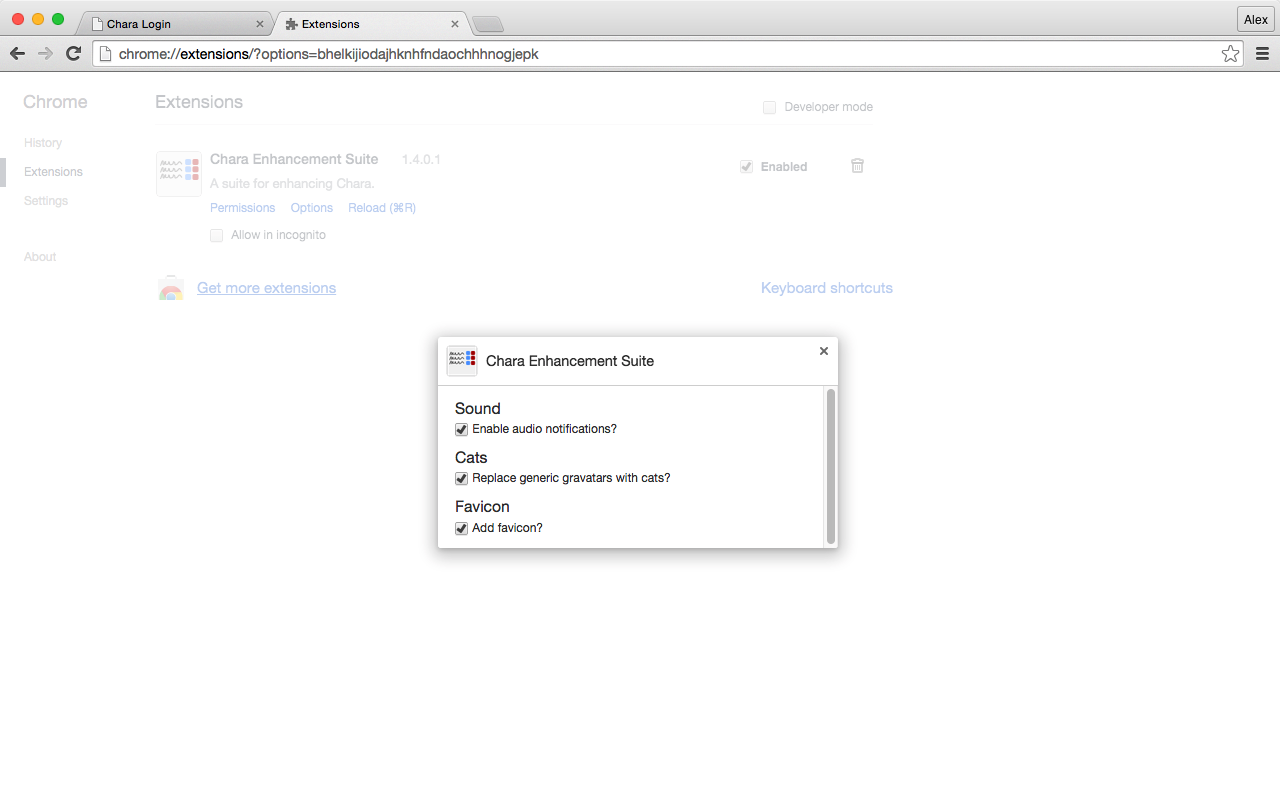 Chara Login
Extensions
Alex
chrome://extensions/?options=bhelkijiodajhknhfndaochhhnogjepk
Chrome
Extensions
Developer mode
History
Extensions
Settings
About
Chara Enhancement Suite 1.4.0.1
Enabled
A suite for enhancing Chara.
Permissions Options Reload (⌘R)
Allow in incognito
Get more extensions
Keyboard shortcuts
Chara Enhancement Suite
Sound
Enable audio notifications?
Cats
Replace generic gravatars with cats?
Favicon
Add favicon?